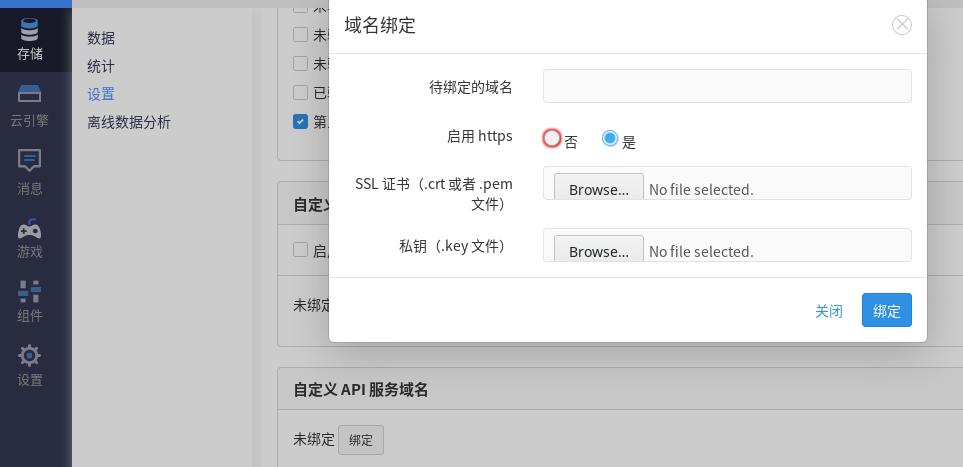 存储
云引擎
消息
游戏
组件
设置
数据
统计
设置
离线数据分析
未
未
已
第
自定义
启
未绑定
域名绑定
待绑定的域名
启用 https
否
是
SSL 证书（.crt 或者 .pem
文件）
Browse...
No file selected.
私钥（.key 文件）
Browse...
No file selected.
关闭
绑定
自定义 API 服务域名
未绑定
绑定